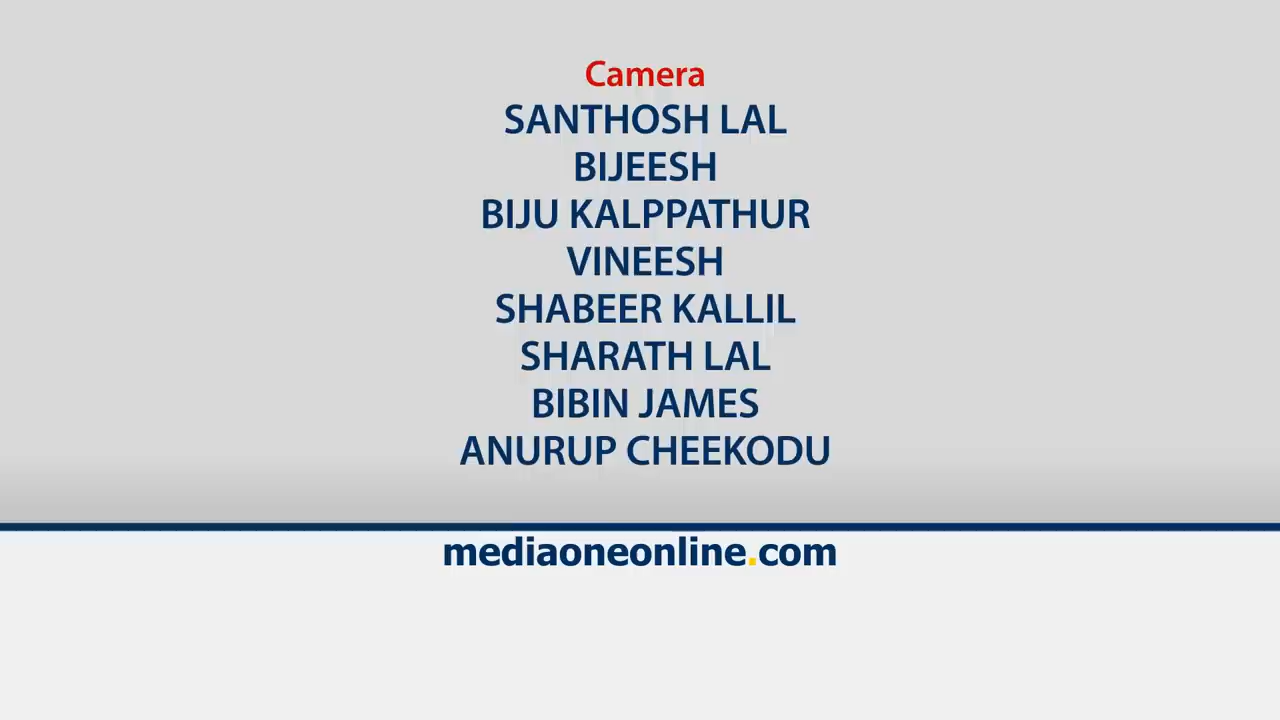 Camera
SANTHOSH LAL
BIJEESH
BIJU KALPPATHUR
VINEESH
SHABEER KALLIL
SHARATH LAL
BIBIN JAMES
ANURUP CHEEKODU
mediaoneonline.com